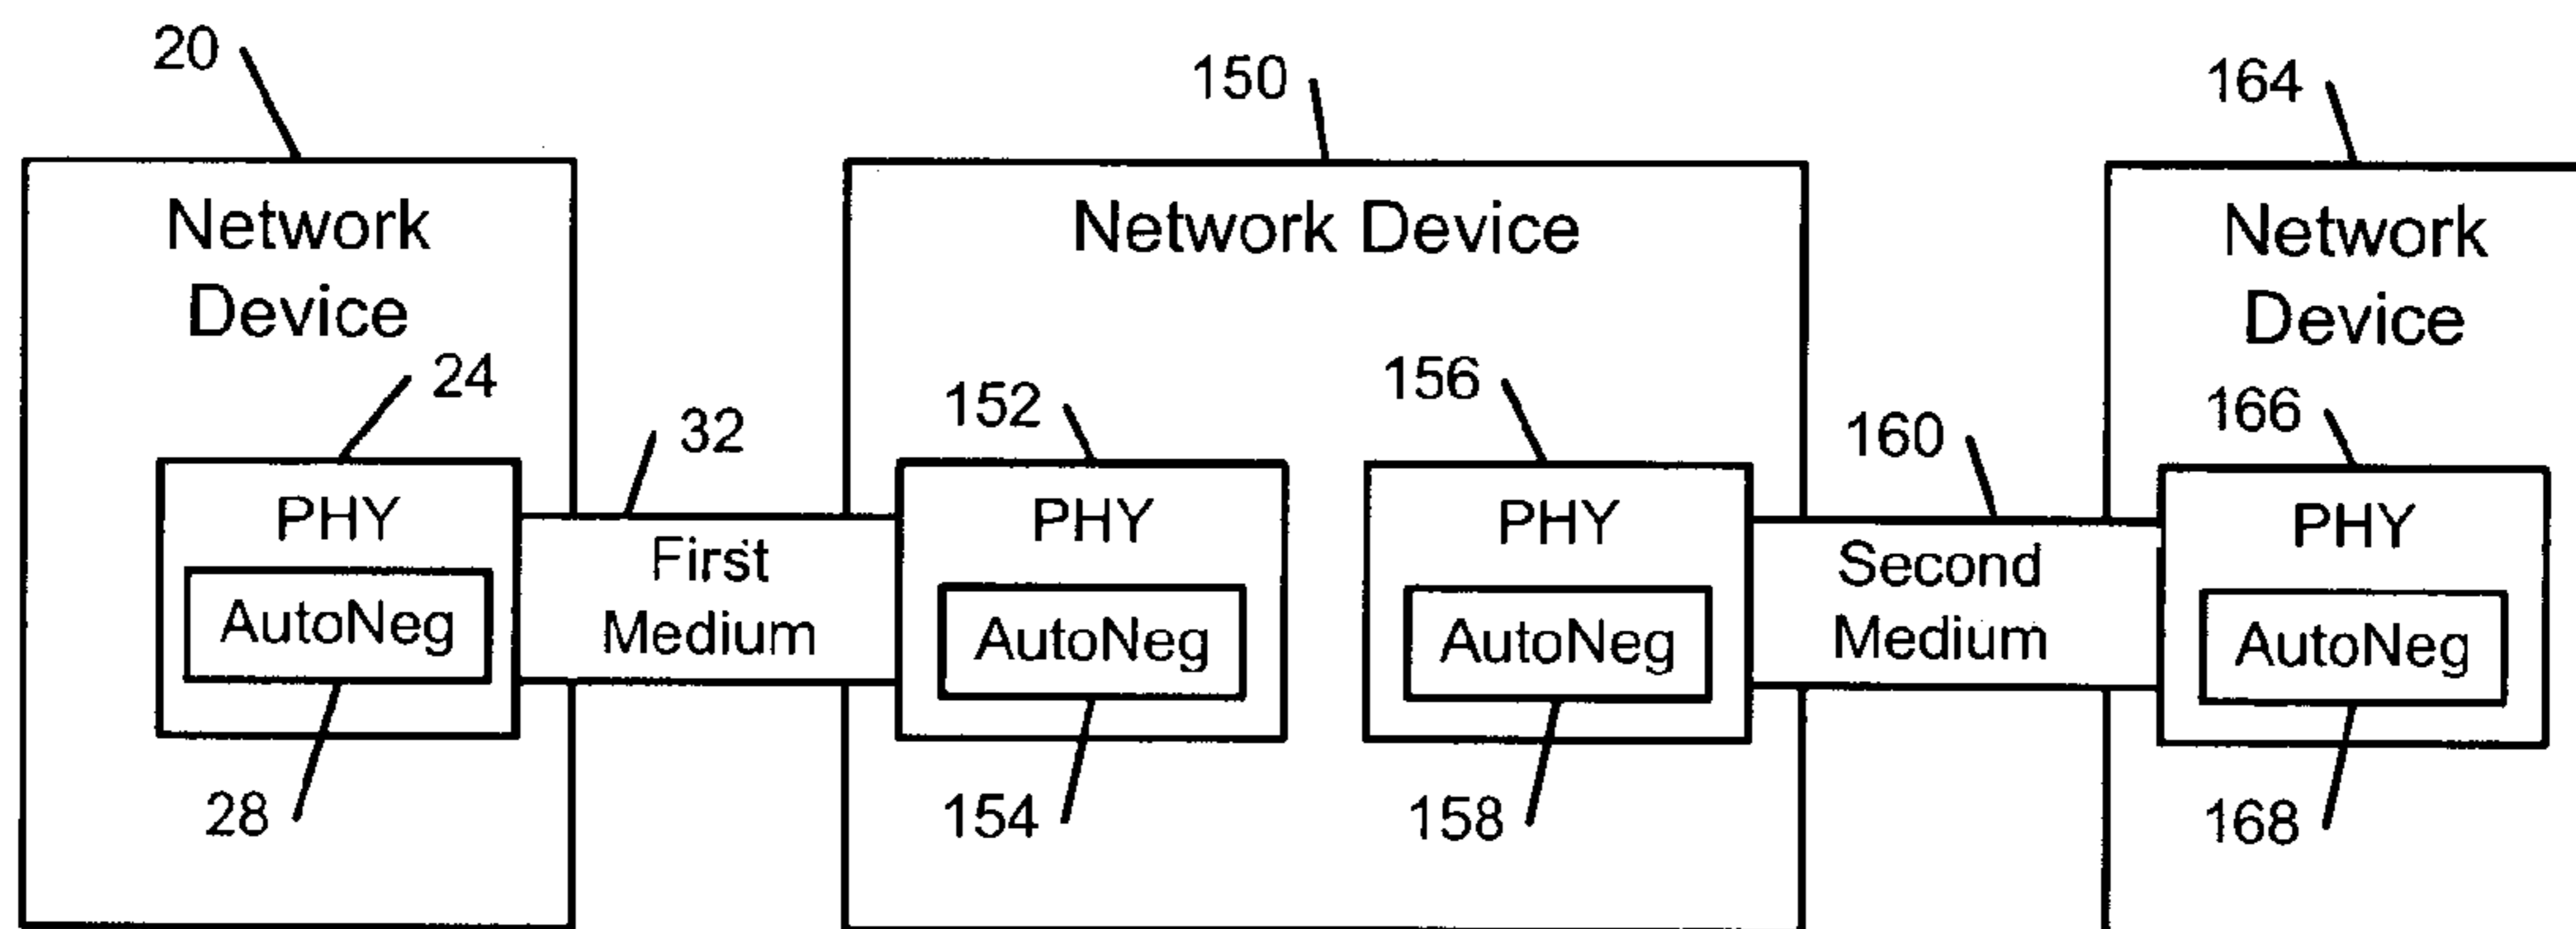 20
150
164
Network
Device
Network Device
Network
Device
24
32
152
156
160
166
PHY
PHY
PHY
PHY
First
Medium
Second
Medium
AutoNeg
AutoNeg
AutoNeg
AutoNeg
28
154
158
168